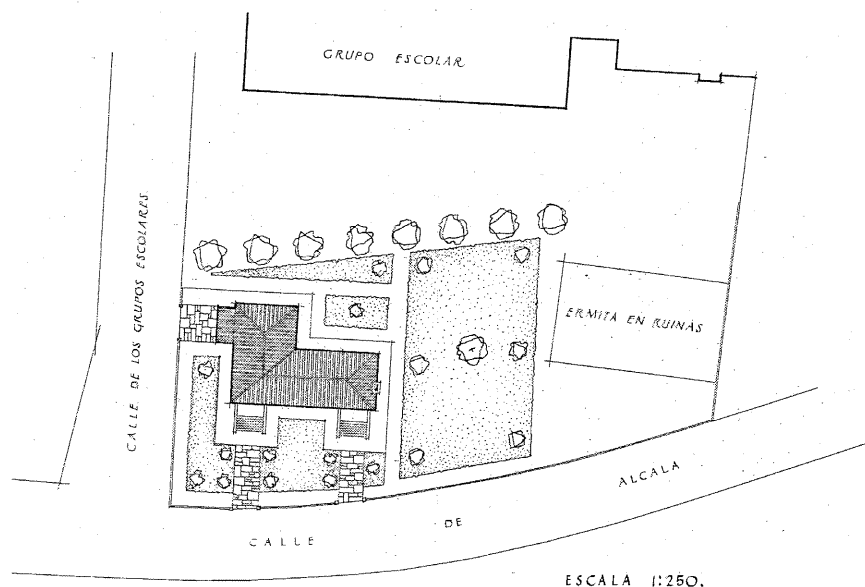 GRUPO ESCOLAR
CALLE DE LOS GRUPOS ESCOLARES
ERMITA EN RUINAS
CALLE DE ALCALA
ESCALA 1:250.